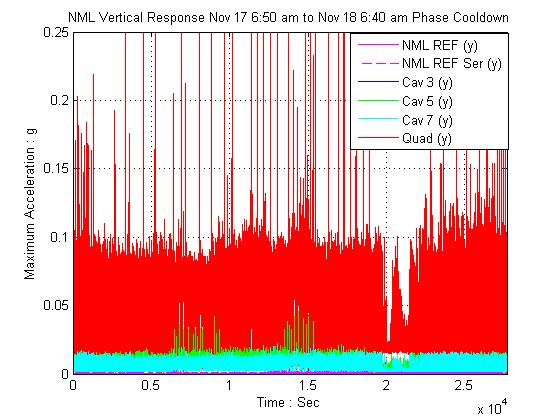 NML Vertical Response Nov 17 6:50 am to Nov 18 6:40 am Phase Cooldown
NML REF (y)
NML REF Ser (y)
Cav 3 (y)
Cav 5 (y)
Cav 7 (y)
Quad (y)
Maximum Acceleration : g
0.25
0.2
0.15
0.1
0.05
0
0 0.5 1 1.5 2 2.5
x 10^4
Time : Sec